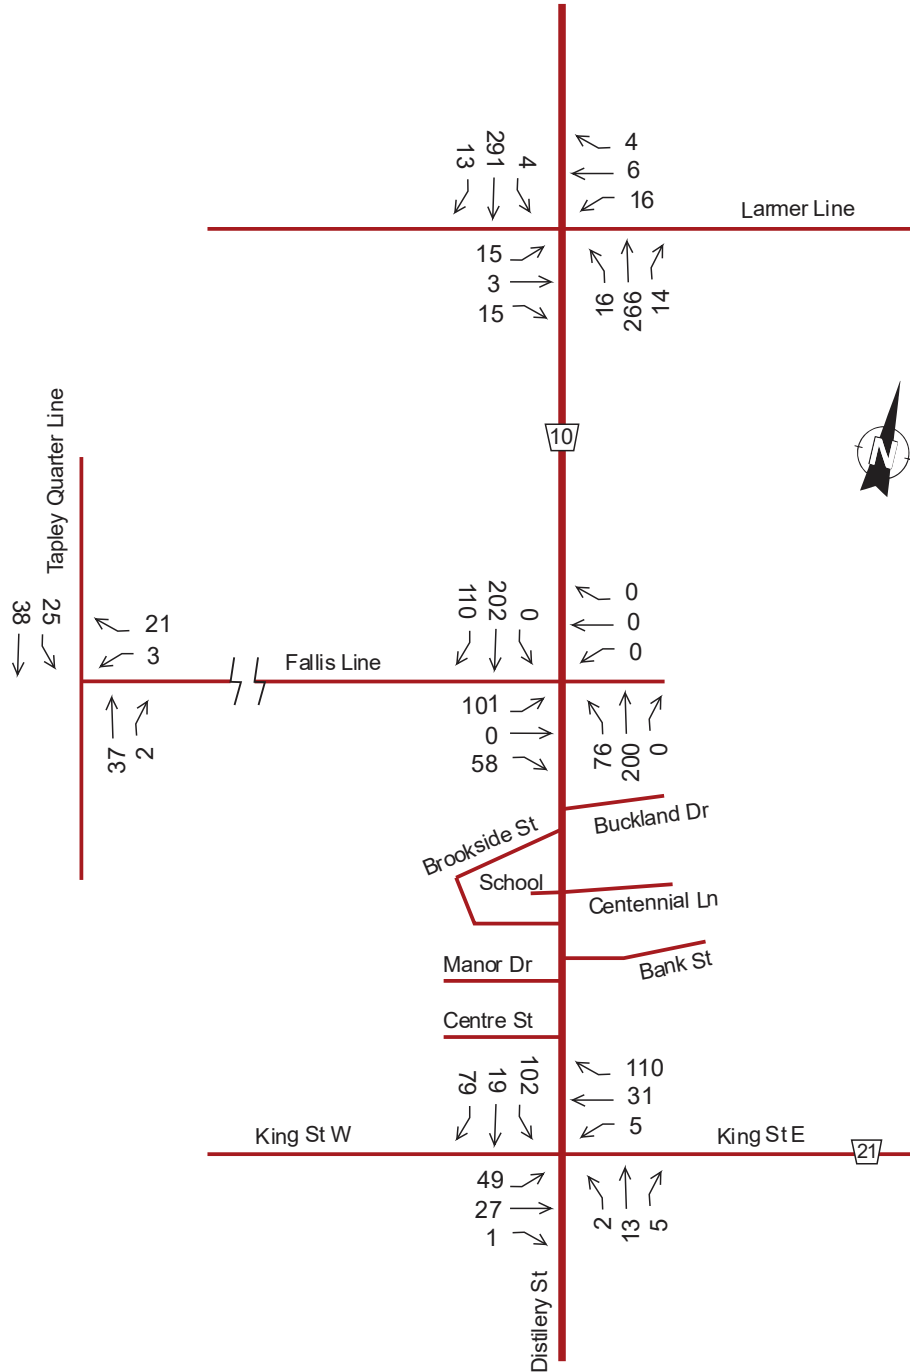 13 291 4
4
6
16
Larmer Line
15
3
15
16 266 14
10
N
Tapley Quarter Line
38 25
21
3
37 2
Fallis Line
110 202 0
0
0
0
101
0
58
76 200 0
Buckland Dr
Brookside St
School
Centennial Ln
Manor Dr
Bank St
Centre St
79 19 102
110
31
5
King St W
King St E
21
49
27
1
2 13 5
Distilery St